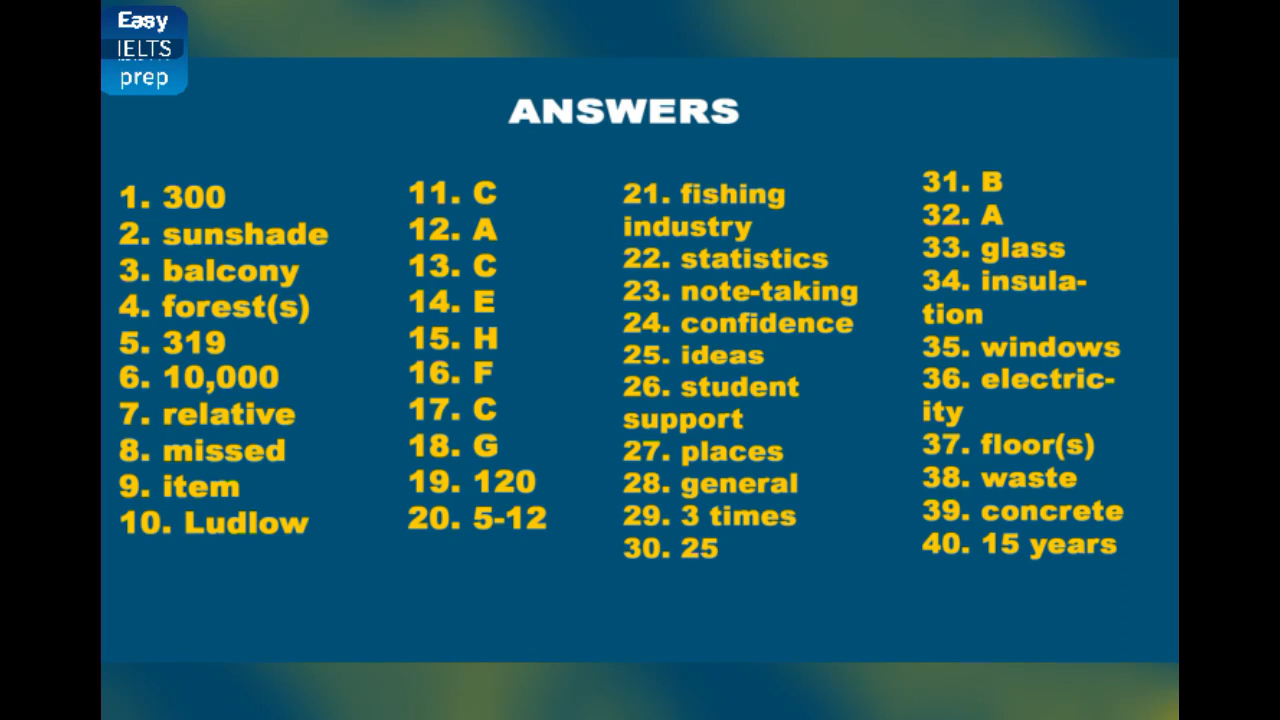 Easy
IELTS
prep
ANSWERS
1. 300
2. sunshade
3. balcony
4. forest(s)
5. 319
6. 10,000
7. relative
8. missed
9. item
10. Ludlow
11. C
12. A
13. C
14. E
15. H
16. F
17. C
18. G
19. 120
20. 5-12
21. fishing
industry
22. statistics
23. note-taking
24. confidence
25. ideas
26. student
support
27. places
28. general
29. 3 times
30. 25
31. B
32. A
33. glass
34. insula-
tion
35. windows
36. electric-
ity
37. floor(s)
38. waste
39. concrete
40. 15 years